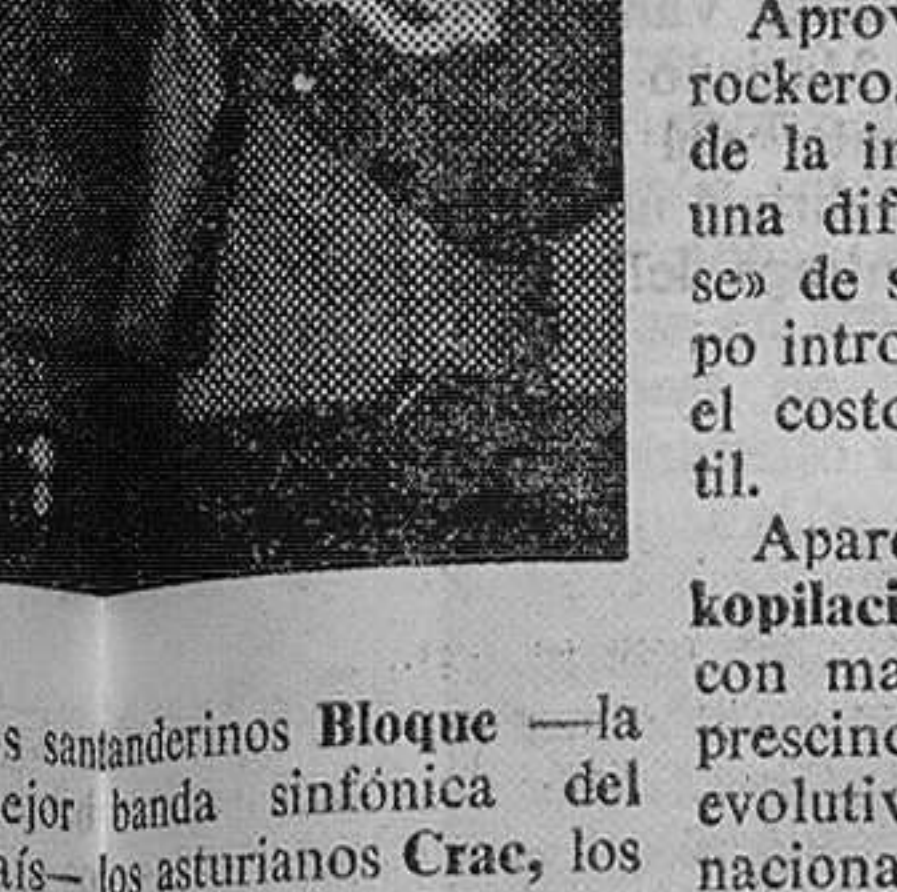 s santanderinos Bloque —la
ejor banda sinfónica del
aís— los asturianos Crac, los
Aprov
rockero.
de la in
una dif
se» de s
po intro
el costo
til.
Apare
kopilaci
con ma
prescind
evolutiv
naciona